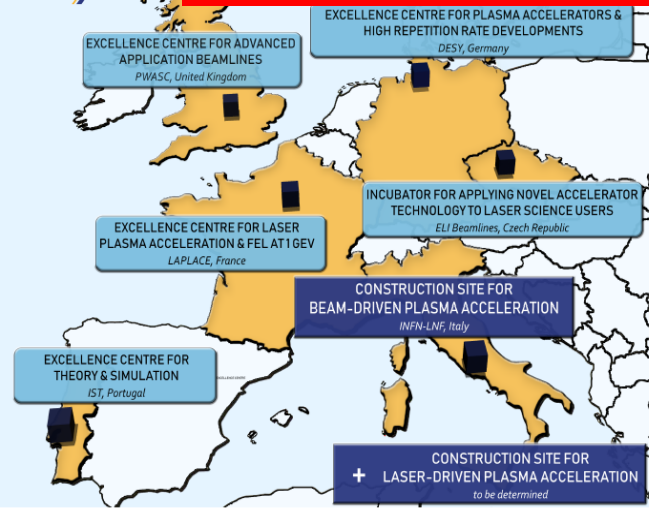 EXCELLENCE CENTRE FOR PLASMA ACCELERATORS &
HIGH REPETITION RATE DEVELOPMENTS
DESY, Germany
EXCELLENCE CENTRE FOR ADVANCED
APPLICATION BEAMLINES
PWASC, United Kingdom
INCUBATOR FOR APPLYING NOVEL ACCELERATOR
TECHNOLOGY TO LASER SCIENCE USERS
ELI Beamlines, Czech Republic
EXCELLENCE CENTRE FOR LASER
PLASMA ACCELERATION & FEL AT 1 GEV
LAPLACE, France
CONSTRUCTION SITE FOR
BEAM-DRIVEN PLASMA ACCELERATION
INFN-LNF, Italy
EXCELLENCE CENTRE FOR
THEORY & SIMULATION
IST, Portugal
EXCELLENCE CENTRE
CONSTRUCTION SITE FOR
+ LASER-DRIVEN PLASMA ACCELERATION
to be determined